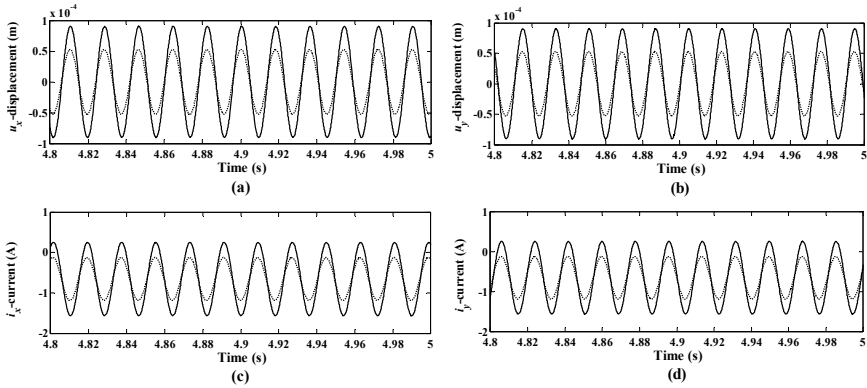 x 10⁻⁴
1
0.5
0
-0.5
-1
uₓ-displacement (m)
4.8 4.82 4.84 4.86 4.88 4.9 4.92 4.94 4.96 4.98 5
Time (s)
(a)
x 10⁻⁴
1
0.5
0
-0.5
-1
u_y-displacement (m)
4.8 4.82 4.84 4.86 4.88 4.9 4.92 4.94 4.96 4.98 5
Time (s)
(b)
1
0
-1
-2
iₓ-current (A)
4.8 4.82 4.84 4.86 4.88 4.9 4.92 4.94 4.96 4.98 5
Time (s)
(c)
1
0
-1
-2
i_y-current (A)
4.8 4.82 4.84 4.86 4.88 4.9 4.92 4.94 4.96 4.98 5
Time (s)
(d)